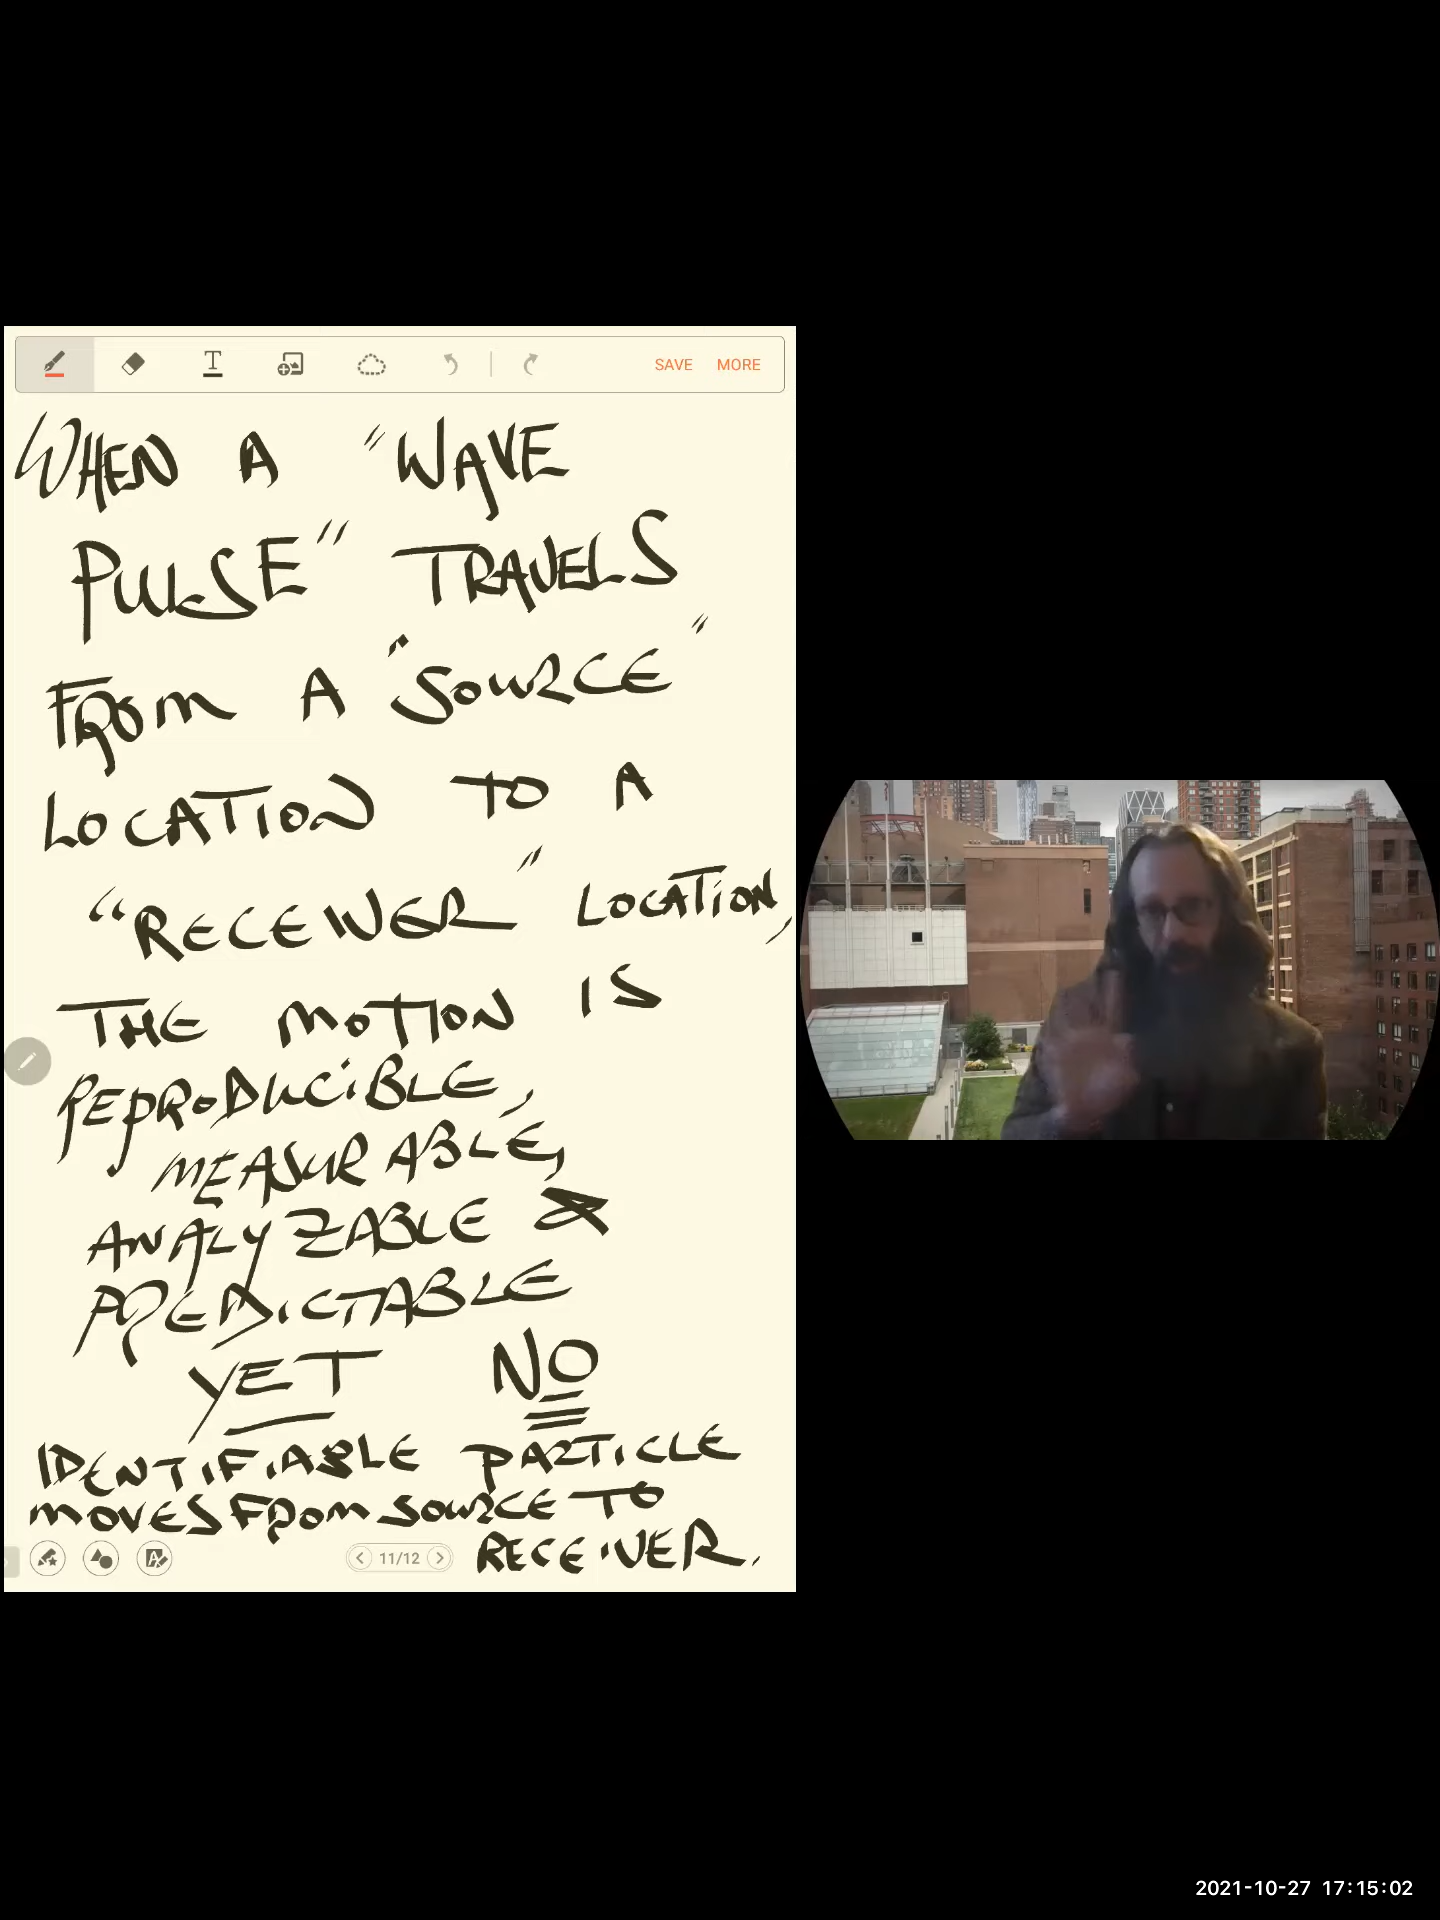 T
SAVE MORE
WHEN A "WAVE
PULSE" TRAVELS
FROM A "SOURCE"
LOCATION TO A
"RECEIVER" LOCATION,
THE MOTION IS
REPRODUCIBLE,
MEASURABLE,
ANALYZABLE &
PREDICTABLE
YET NO
IDENTIFIABLE PARTICLE
MOVES FROM SOURCE TO
RECEIVER.
11/12
2021-10-27 17:15:02